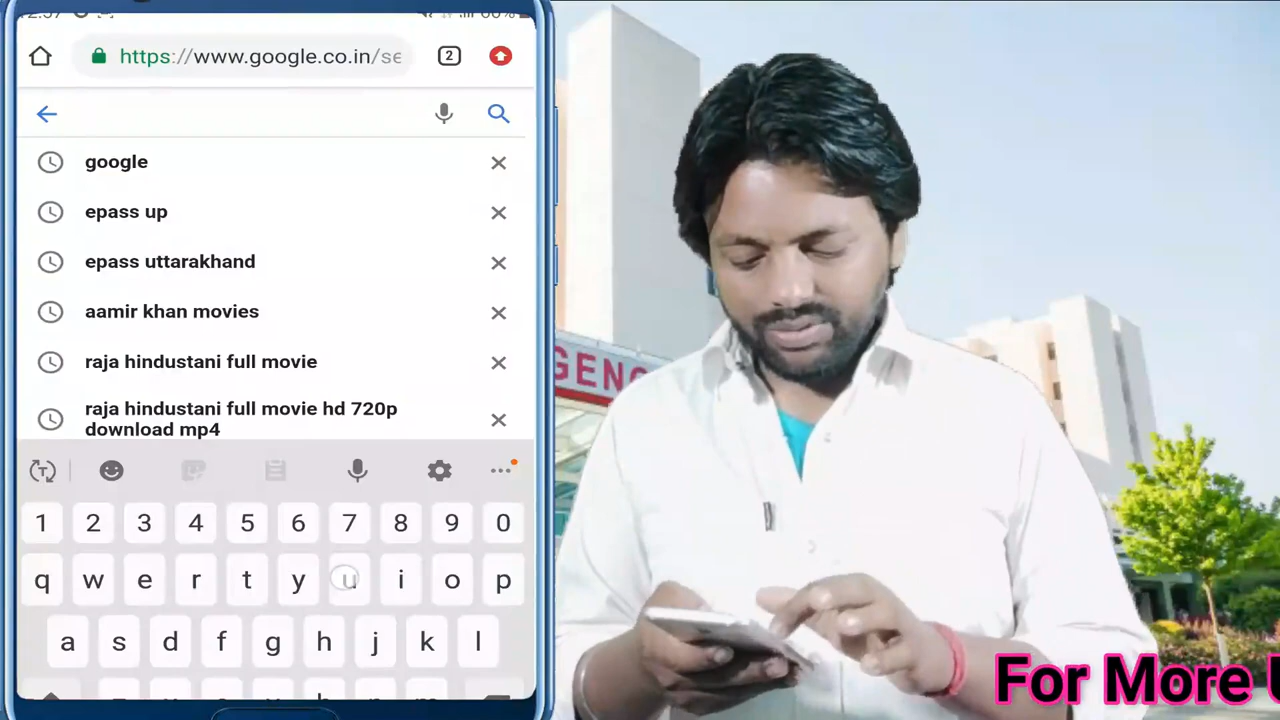 https://www.google.co.in/se
2
google
epass up
epass uttarakhand
aamir khan movies
raja hindustani full movie
raja hindustani full movie hd 720p
download mp4
1 2 3 4 5 6 7 8 9 0
q w e r t y u i o p
a s d f g h j k l
GENC
For More